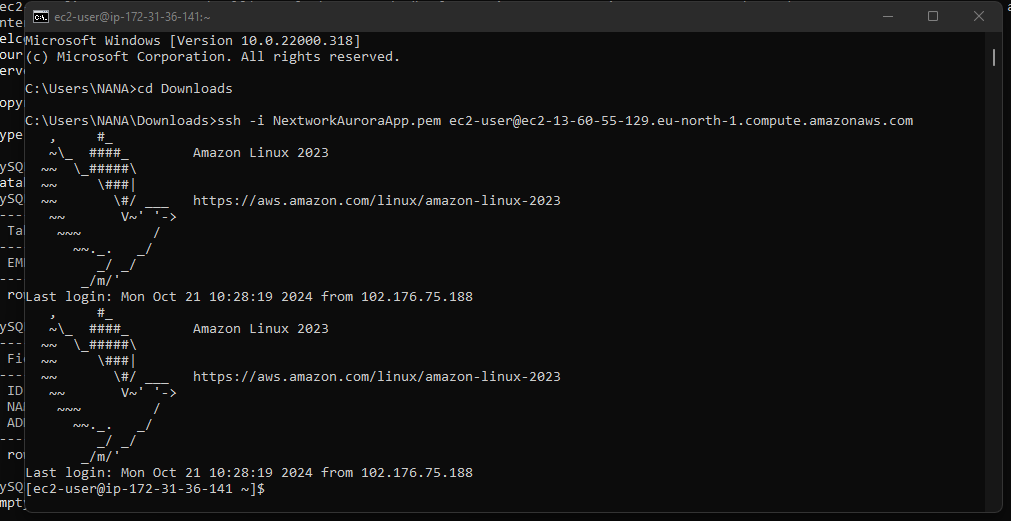 ec2-user@ip-172-31-36-141:~
Microsoft Windows [Version 10.0.22000.318]
(c) Microsoft Corporation. All rights reserved.
C:\Users\NANA>cd Downloads
C:\Users\NANA\Downloads>ssh -i NextworkAuroraApp.pem ec2-user@ec2-13-60-55-129.eu-north-1.compute.amazonaws.com
   ,     #_
   ~\_  ####_        Amazon Linux 2023
  ~~  \_#####\
  ~~     \###|
  ~~       \#/ ___   https://aws.amazon.com/linux/amazon-linux-2023
   ~~       V~' '->
    ~~~         /
      ~~._.   _/
         _/ _/
       _/m/'
Last login: Mon Oct 21 10:28:19 2024 from 102.176.75.188
   ,     #_
   ~\_  ####_        Amazon Linux 2023
  ~~  \_#####\
  ~~     \###|
  ~~       \#/ ___   https://aws.amazon.com/linux/amazon-linux-2023
   ~~       V~' '->
    ~~~         /
      ~~._.   _/
         _/ _/
       _/m/'
Last login: Mon Oct 21 10:28:19 2024 from 102.176.75.188
[ec2-user@ip-172-31-36-141 ~]$